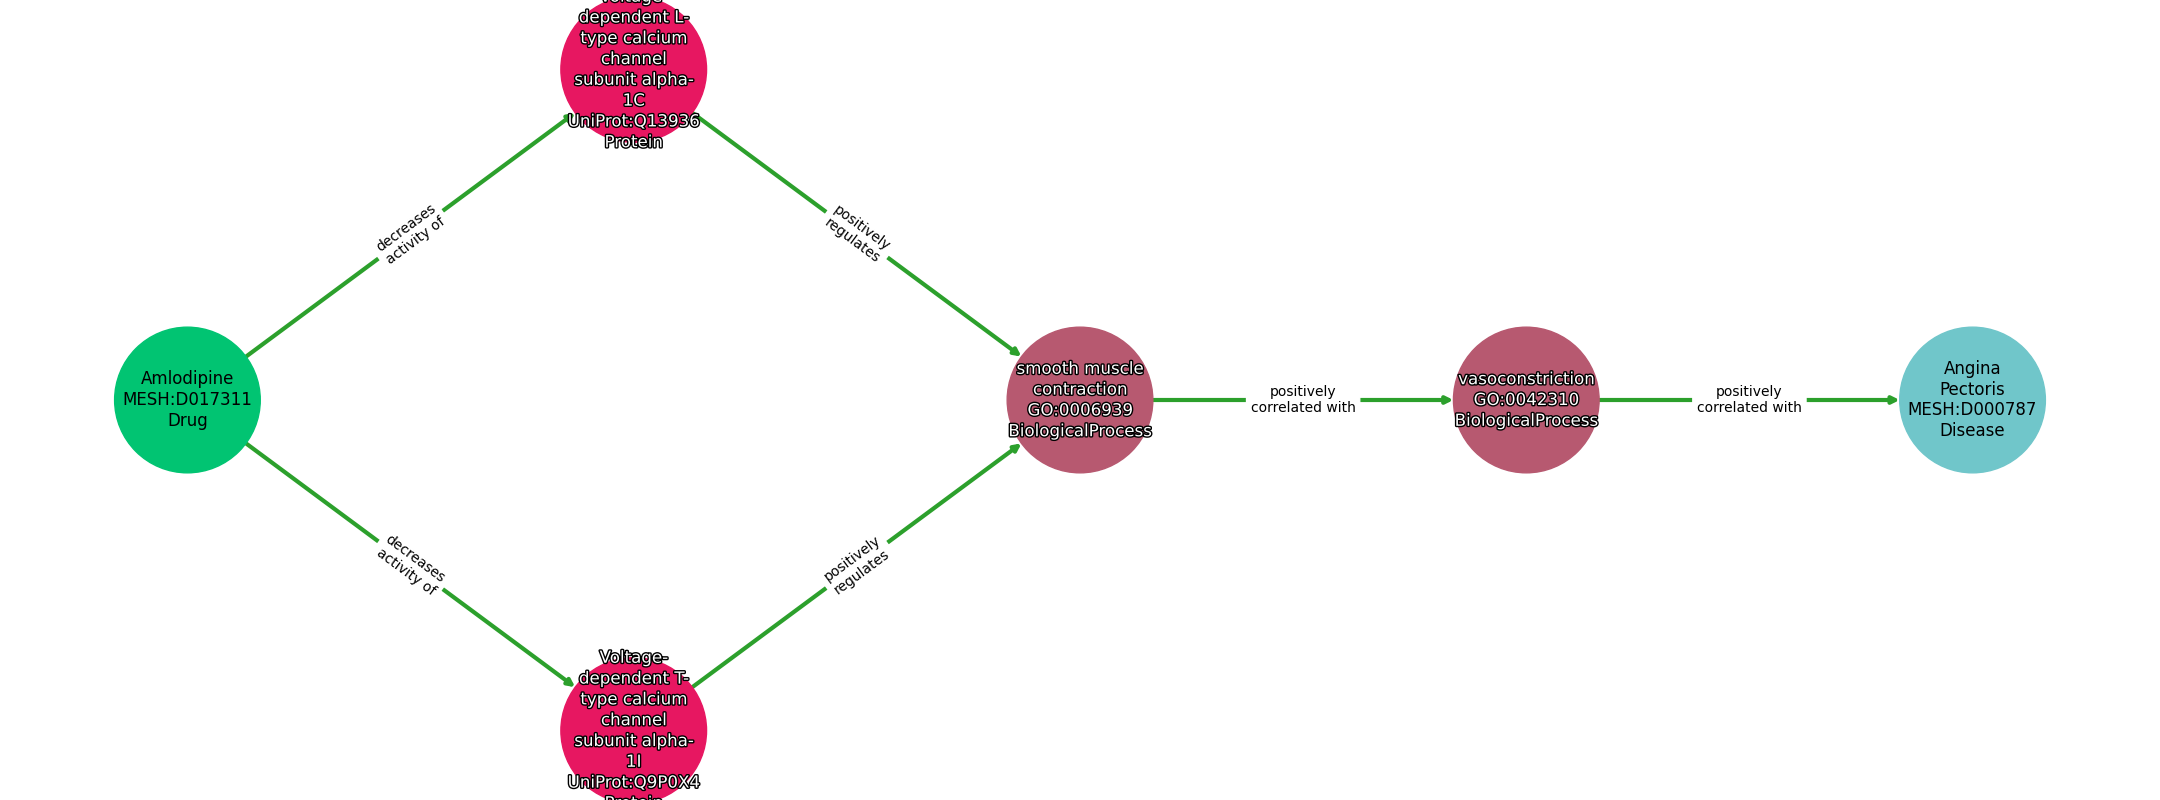 dependent L-
type calcium
channel
subunit alpha-
1C
UniProt:Q13936
Protein
decreases
activity of
positively
regulates
Amlodipine
MESH:D017311
Drug
smooth muscle
contraction
GO:0006939
BiologicalProcess
positively
correlated with
vasoconstriction
GO:0042310
BiologicalProcess
positively
correlated with
Angina
Pectoris
MESH:D000787
Disease
decreases
activity of
positively
regulates
Voltage-
dependent T-
type calcium
channel
subunit alpha-
1I
UniProt:Q9P0X4